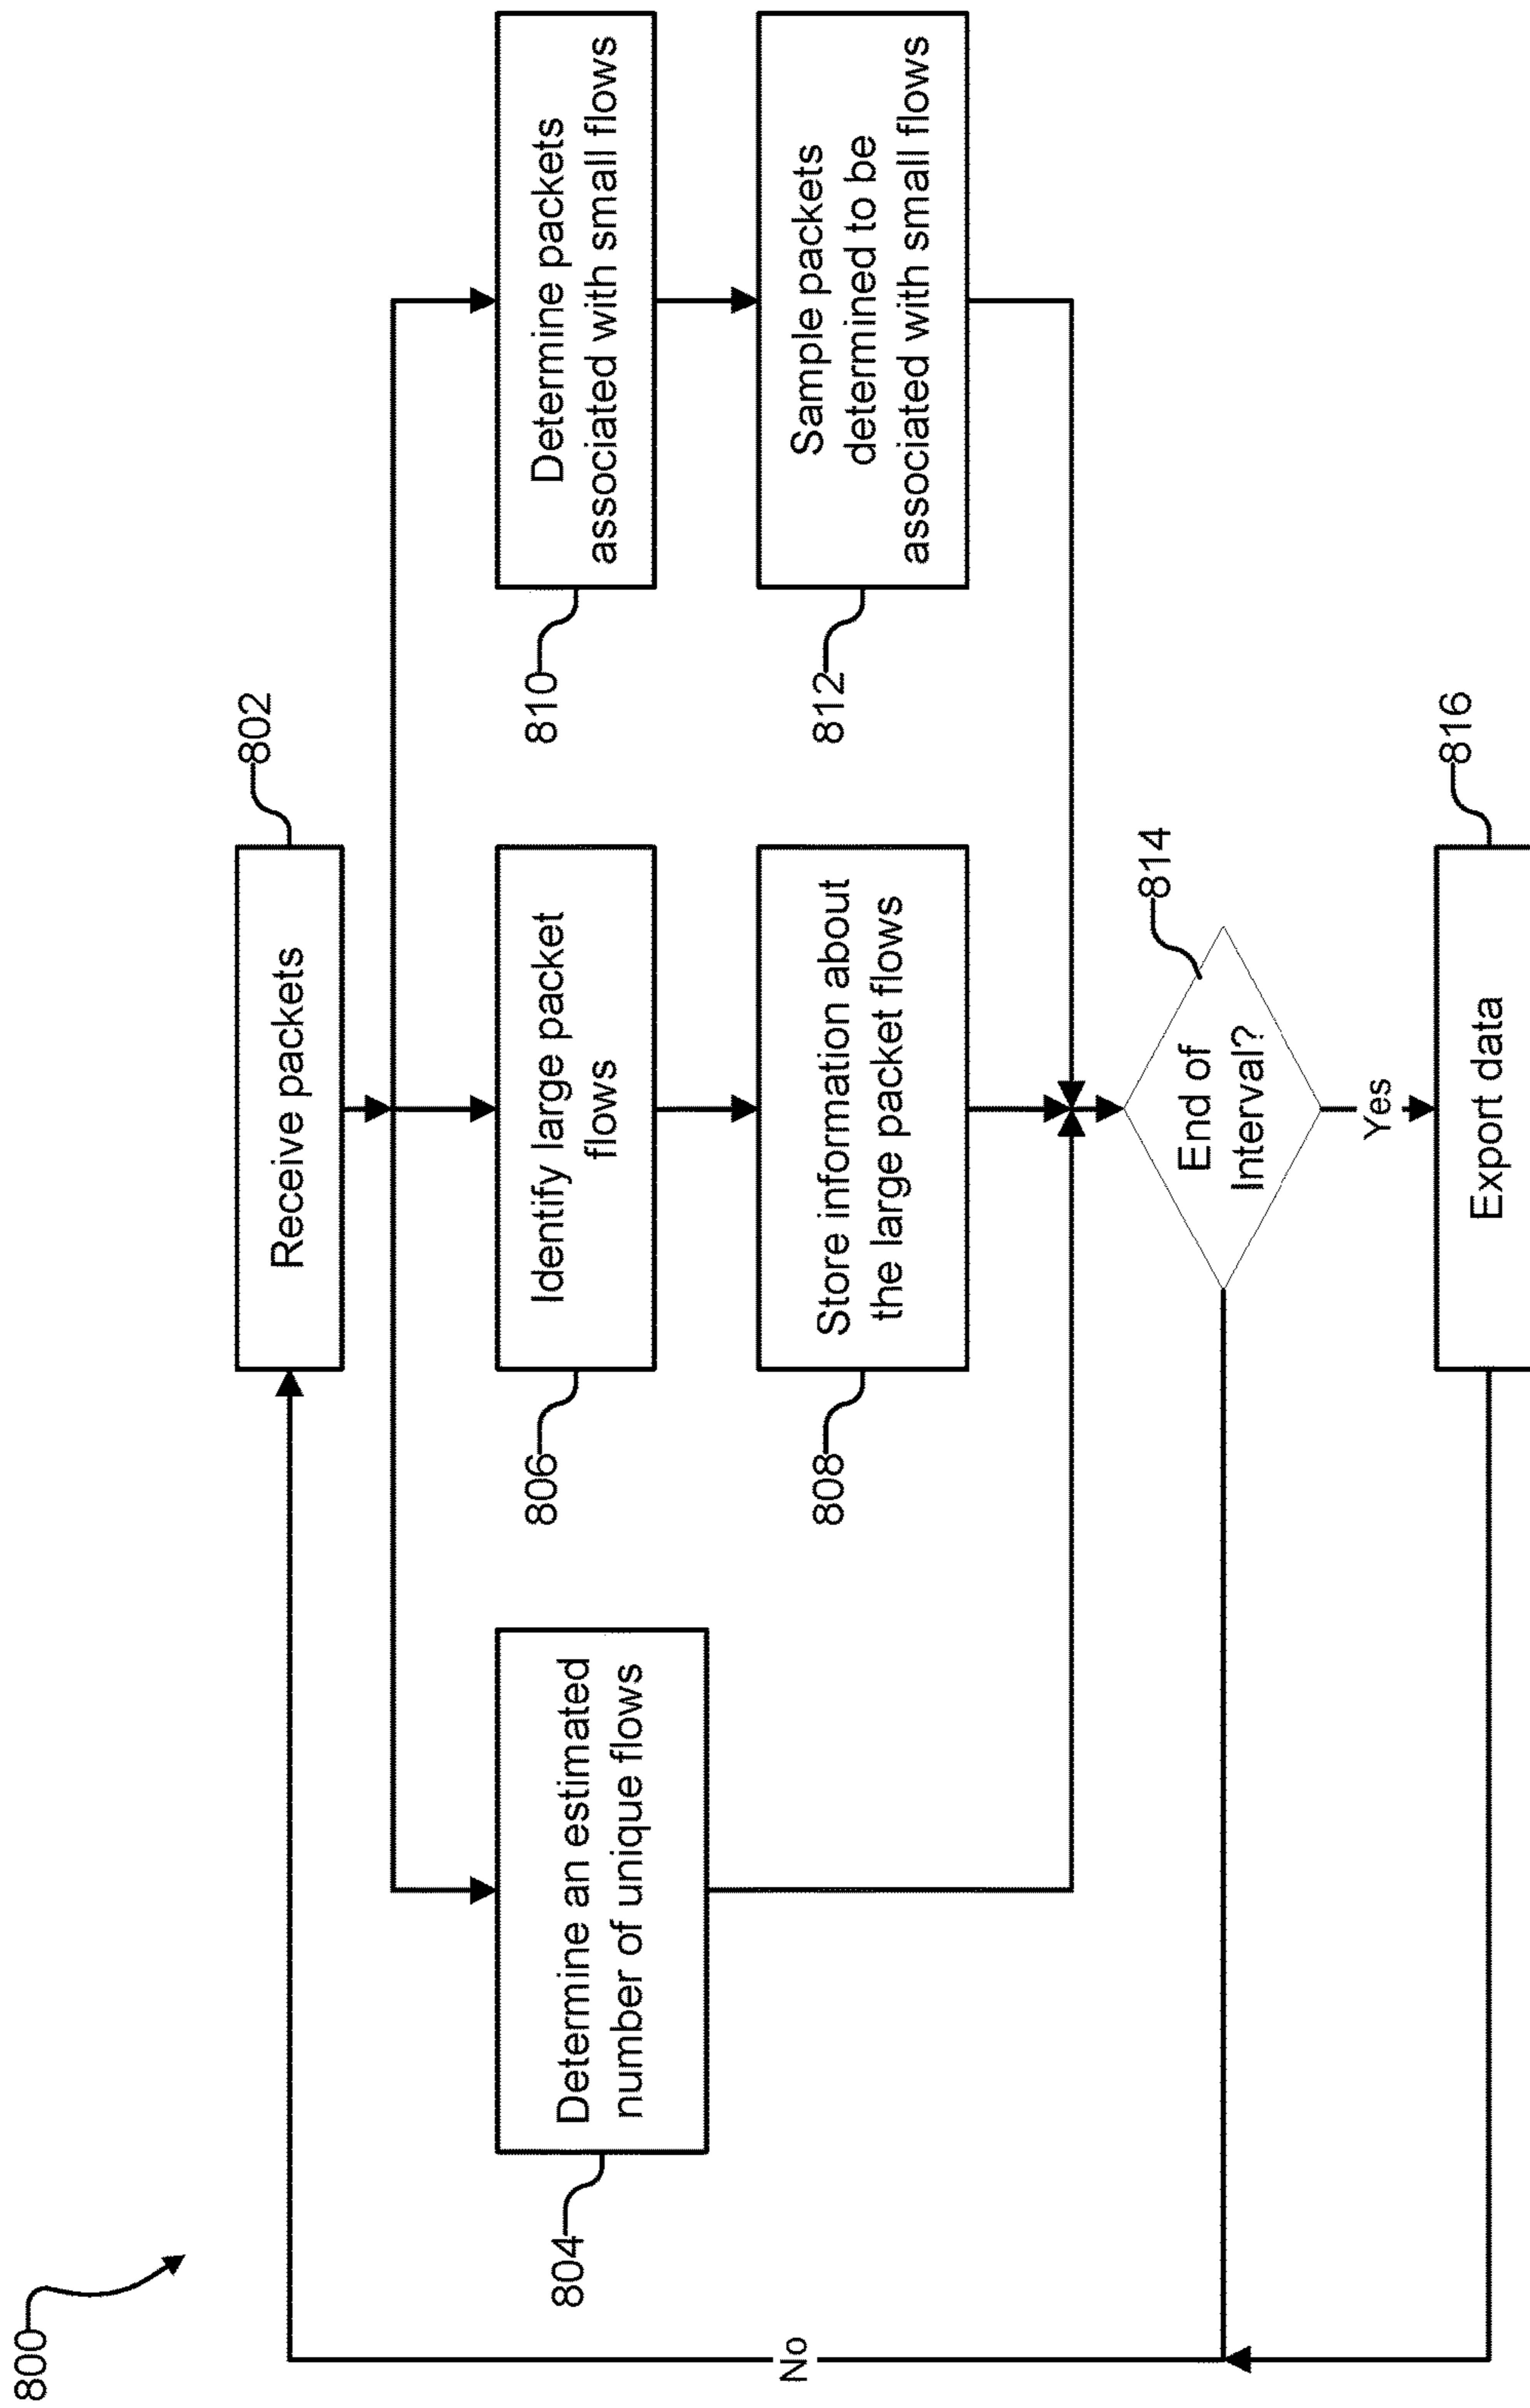 800
802
Receive packets
804
Determine an estimated
number of unique flows
806
Identify large packet
flows
810
Determine packets
associated with small flows
808
Store information about
the large packet flows
812
Sample packets
determined to be
associated with small flows
814
End of
Interval?
No
Yes
816
Export data